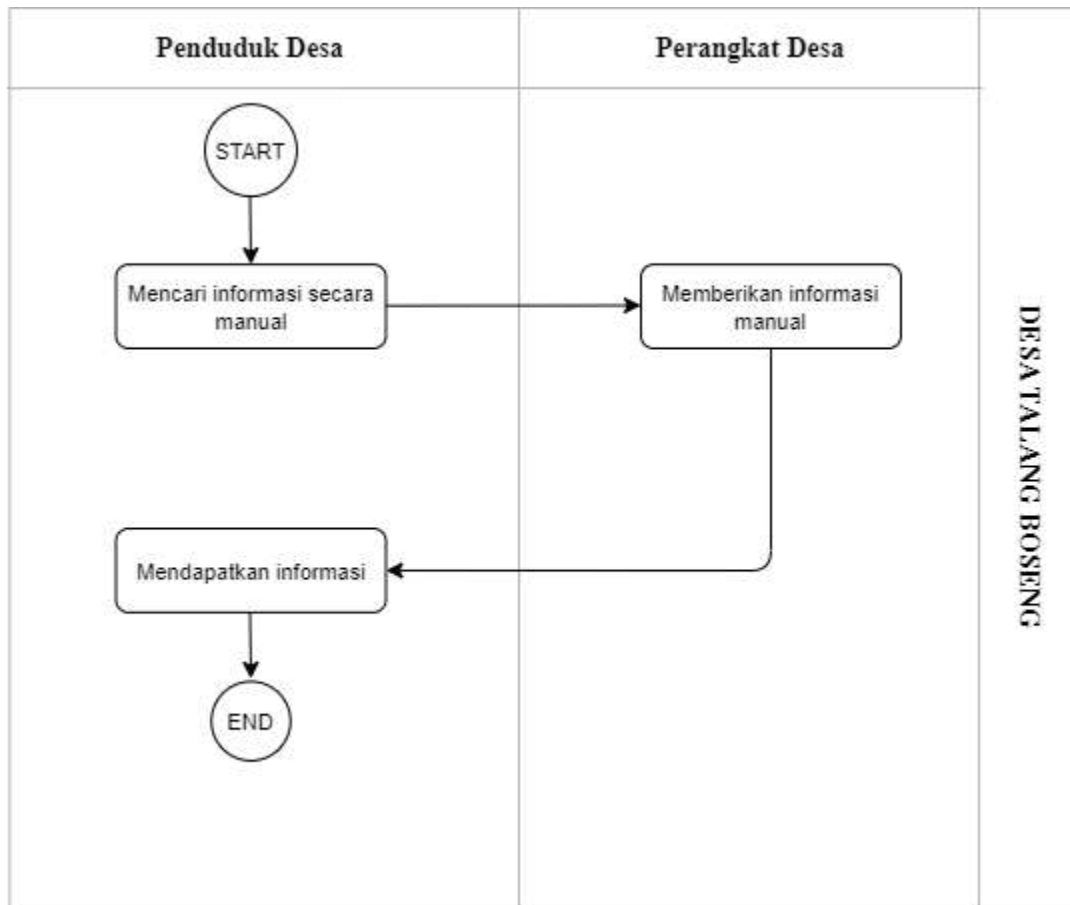 Penduduk Desa
Perangkat Desa
START
Mencari informasi secara
manual
Memberikan informasi
manual
Mendapatkan informasi
END
DESA TALANG BOSENG